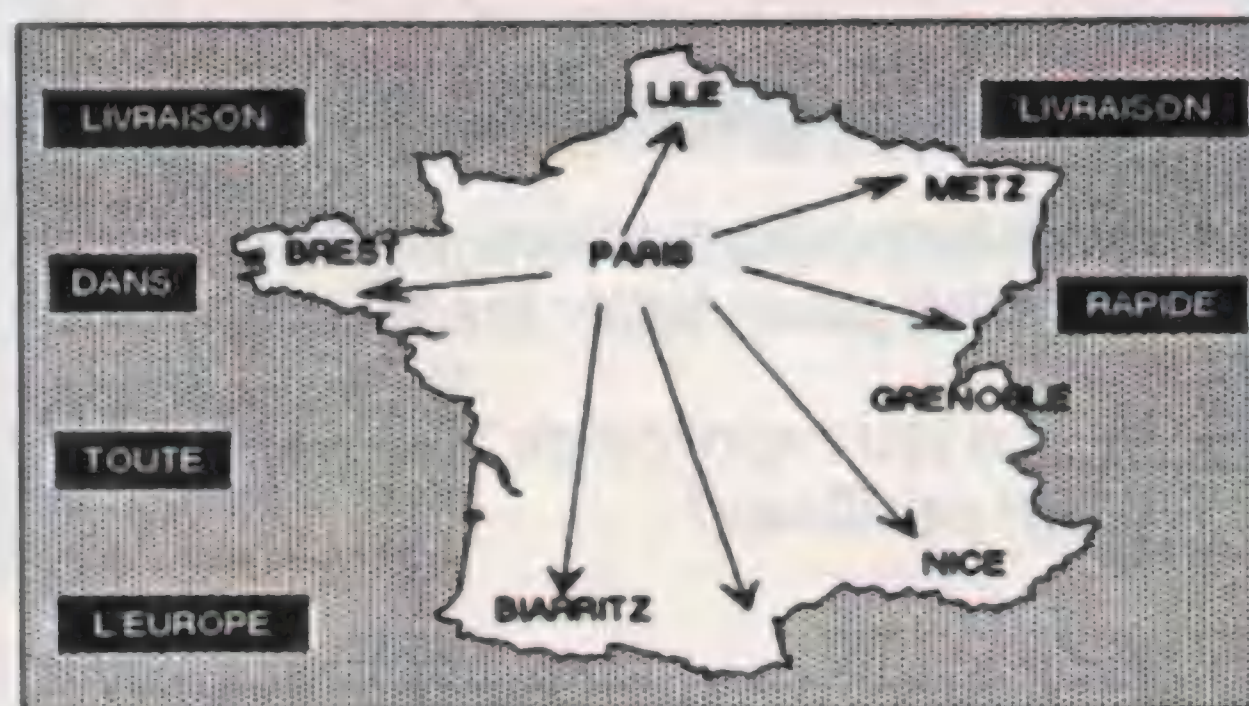 LIVRAISON
DANS
TOUTE
L'EUROPE
LILE
METZ
BREST
PARIS
GRENOBLE
NICE
BIARRITZ
LIVRAISON
RAPIDE